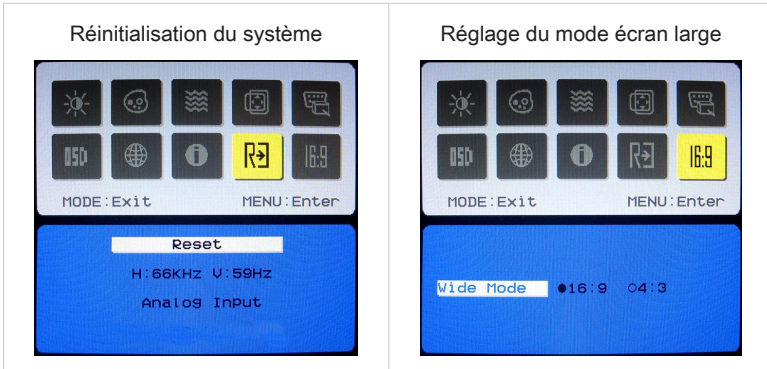 Réinitialisation du système
OSD
16:9
MODE:Exit MENU:Enter
Reset
H:66KHz V:59Hz
Analog Input
Réglage du mode écran large
OSD
16:9
MODE:Exit MENU:Enter
Wide Mode ●16:9 ○4:3